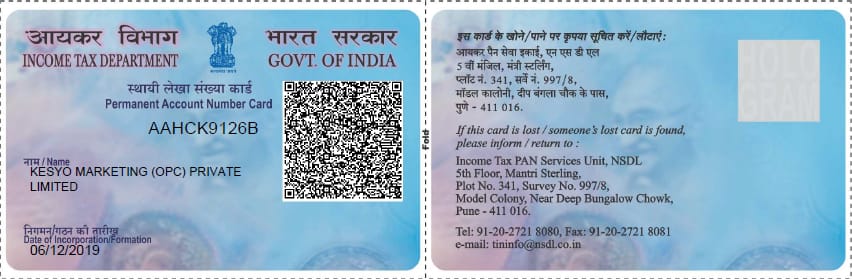 आयकर विभाग
INCOME TAX DEPARTMENT
सत्यमेव जयते
भारत सरकार
GOVT. OF INDIA
स्थायी लेखा संख्या कार्ड
Permanent Account Number Card
AAHCK9126B
नाम / Name
KESYO MARKETING (OPC) PRIVATE
LIMITED
निगमन/गठन की तारीख
Date of Incorporation/Formation
06/12/2019
Fold
इस कार्ड के खोने/पाने पर कृपया सूचित करें/लौटाएं:
आयकर पैन सेवा इकाई, एन एस डी एल
5 वीं मंजिल, मंत्री स्टर्लिंग,
प्लॉट नं. 341, सर्वे नं. 997/8,
मॉडल कालोनी, दीप बंगला चौक के पास,
पुणे - 411 016.
If this card is lost / someone's lost card is found,
please inform / return to :
Income Tax PAN Services Unit, NSDL
5th Floor, Mantri Sterling,
Plot No. 341, Survey No. 997/8,
Model Colony, Near Deep Bungalow Chowk,
Pune - 411 016.
Tel: 91-20-2721 8080, Fax: 91-20-2721 8081
e-mail: tininfo@nsdl.co.in
HOLO
GRAM